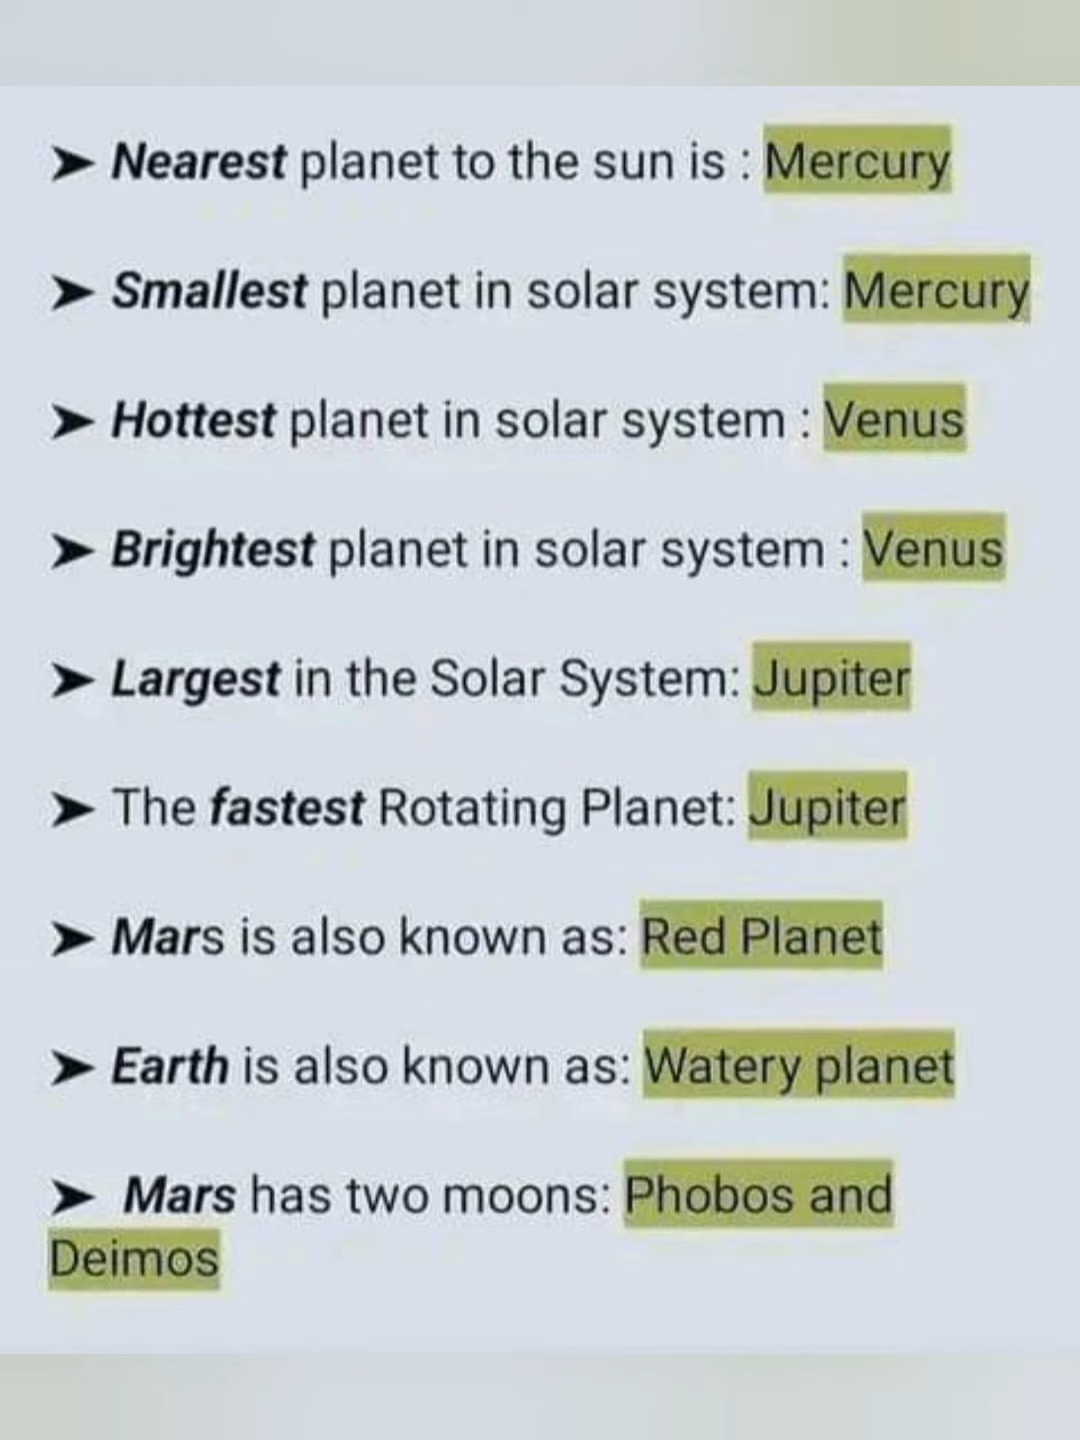 ➤ Nearest planet to the sun is : Mercury
➤ Smallest planet in solar system: Mercury
➤ Hottest planet in solar system : Venus
➤ Brightest planet in solar system : Venus
➤ Largest in the Solar System: Jupiter
➤ The fastest Rotating Planet: Jupiter
➤ Mars is also known as: Red Planet
➤ Earth is also known as: Watery planet
➤ Mars has two moons: Phobos and
Deimos